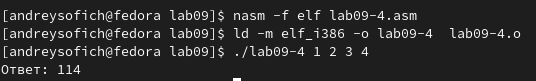 [andreysofich@fedora lab09]$ nasm -f elf lab09-4.asm
[andreysofich@fedora lab09]$ ld -m elf_i386 -o lab09-4  lab09-4.o
[andreysofich@fedora lab09]$ ./lab09-4 1 2 3 4
Ответ: 114